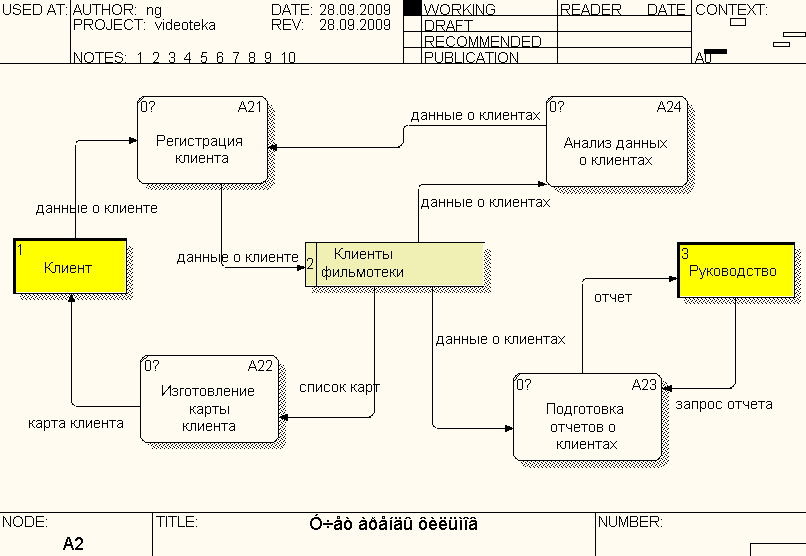 USED AT:
AUTHOR: ng
DATE: 28.09.2009
WORKING
READER
DATE
CONTEXT:
PROJECT: videoteka
REV: 28.09.2009
DRAFT
RECOMMENDED
NOTES: 1 2 3 4 5 6 7 8 9 10
PUBLICATION
A0
0?
A21
Регистрация
клиента
данные о клиентах
0?
A24
Анализ данных
о клиентах
данные о клиенте
данные о клиентах
1
Клиент
данные о клиенте
2
Клиенты
фильмотеки
3
Руководство
отчет
данные о клиентах
0?
A22
Изготовление
карты
клиента
список карт
карта клиента
0?
A23
Подготовка
отчетов о
клиентах
запрос отчета
NODE:
A2
TITLE:
Ó÷åò àðåíäû ôèëüìîâ
NUMBER: